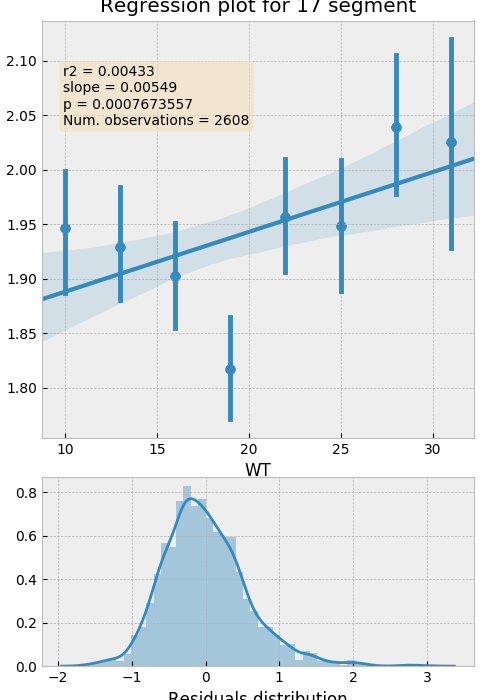 Regression plot for 17 segment
2.10
2.05
2.00
1.95
1.90
1.85
1.80
r2 = 0.00433
slope = 0.00549
p = 0.0007673557
Num. observations = 2608
10 15 20 25 30
WT
0.8
0.6
0.4
0.2
0.0
−2 −1 0 1 2 3
Residuals distribution